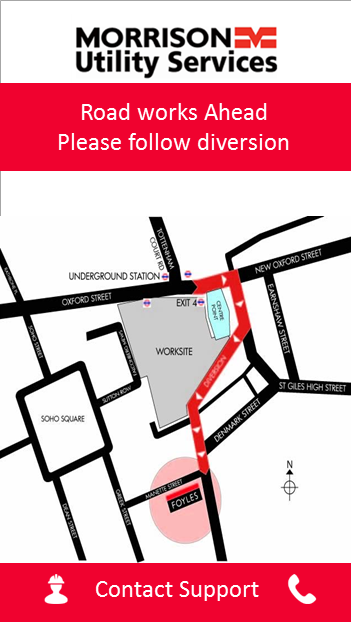 MORRISON
Utility Services
Road works Ahead
Please follow diversion
TOTTENHAM
COURT RD
UNDERGROUND STATION
NEW OXFORD STREET
OXFORD STREET
EXIT 4
CENTRE
POINT
EARNSHAW STREET
SOHO STREET
WORKSITE
DIVERSION
SUTTON ROW
ST GILES HIGH STREET
SOHO SQUARE
DENMARK STREET
N
MANETTE STREET
FOYLES
GREEK STREET
DEAN STREET
Contact Support